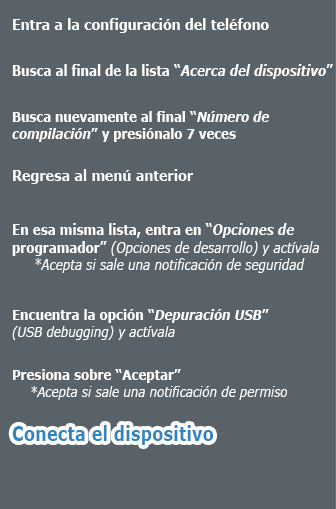 Entra a la configuración del teléfono
Busca al final de la lista “Acerca del dispositivo”
Busca nuevamente al final “Número de
compilación” y presiónalo 7 veces
Regresa al menú anterior
En esa misma lista, entra en “Opciones de
programador” (Opciones de desarrollo) y actívala
*Acepta si sale una notificación de seguridad
Encuentra la opción “Depuración USB”
(USB debugging) y actívala
Presiona sobre “Aceptar”
*Acepta si sale una notificación de permiso
Conecta el dispositivo